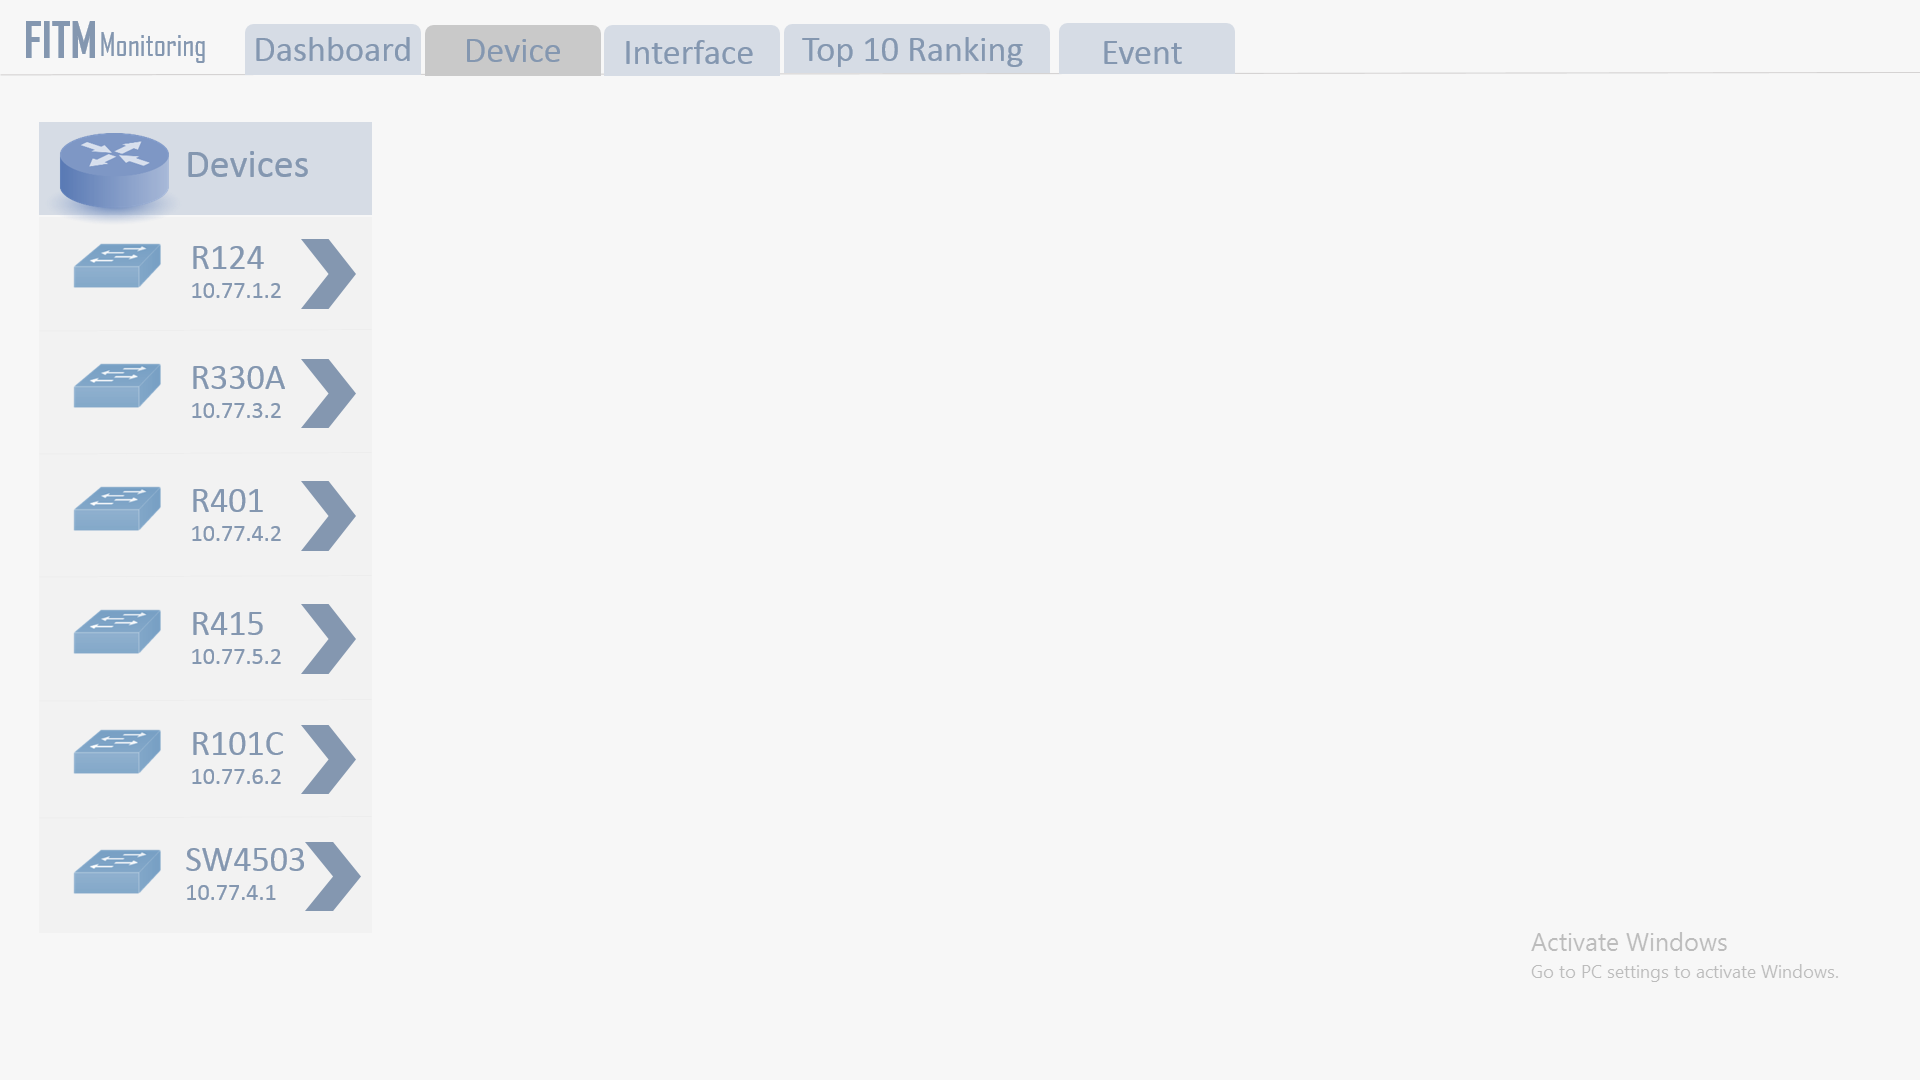 FITM Monitoring
Dashboard
Device
Interface
Top 10 Ranking
Event
Devices
R124
10.77.1.2
R330A
10.77.3.2
R401
10.77.4.2
R415
10.77.5.2
R101C
10.77.6.2
SW4503
10.77.4.1
Activate Windows
Go to PC settings to activate Windows.